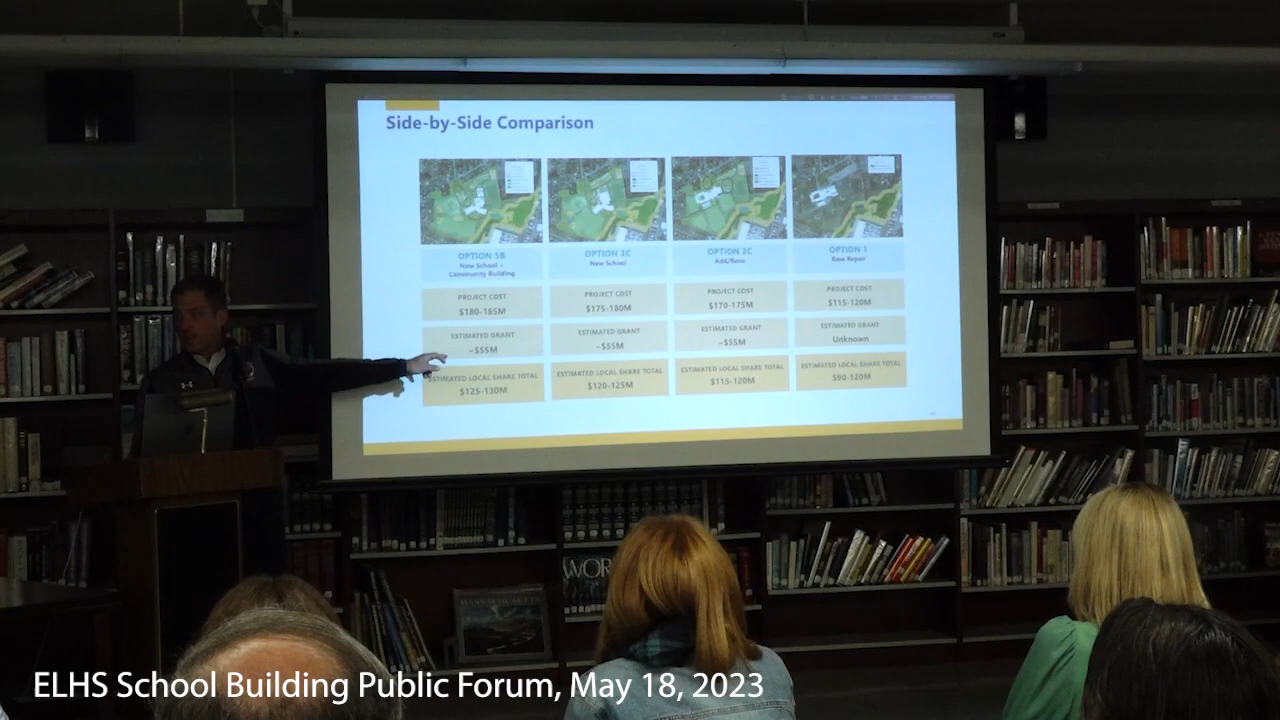 Side-by-Side Comparison
OPTION 5B
New School +
Community Building
OPTION 3C
New School
OPTION 2C
Add/Reno
OPTION 1
Base Repair
PROJECT COST
$180-185M
PROJECT COST
$175-180M
PROJECT COST
$170-175M
PROJECT COST
$115-120M
ESTIMATED GRANT
~$55M
ESTIMATED GRANT
~$55M
ESTIMATED GRANT
~$55M
ESTIMATED GRANT
Unknown
ESTIMATED LOCAL SHARE TOTAL
$125-130M
ESTIMATED LOCAL SHARE TOTAL
$120-125M
ESTIMATED LOCAL SHARE TOTAL
$115-120M
ESTIMATED LOCAL SHARE TOTAL
$90-120M
MASSACHUSETTS
ELHS School Building Public Forum, May 18, 2023